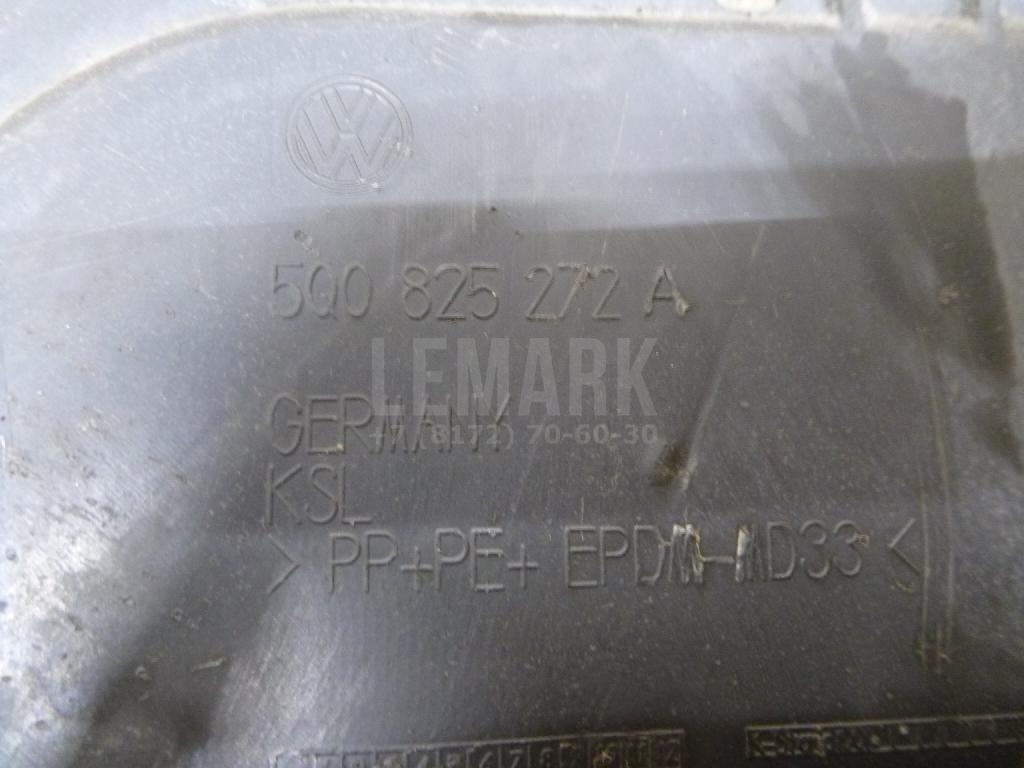 5Q0 825 272 A
LEMARK
GERMANY
+7 (8172) 70-60-30
KSL
> PP+PE+ EPDM-MD33 <